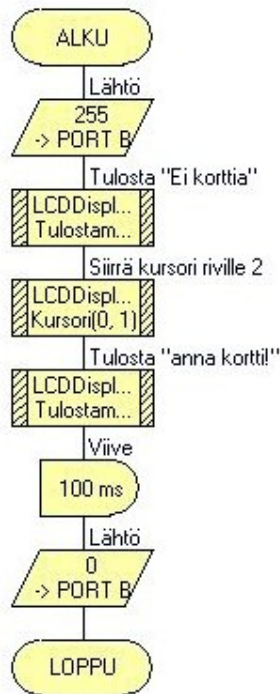 ALKU
Lähtö
255
-> PORT B
Tulosta "Ei korttia"
LCDDispl...
Tulostam...
Siirrä kursori riville 2
LCDDispl...
Kursori(0, 1)
Tulosta "anna kortti!"
LCDDispl...
Tulostam...
Viive
100 ms
Lähtö
0
-> PORT B
LOPPU